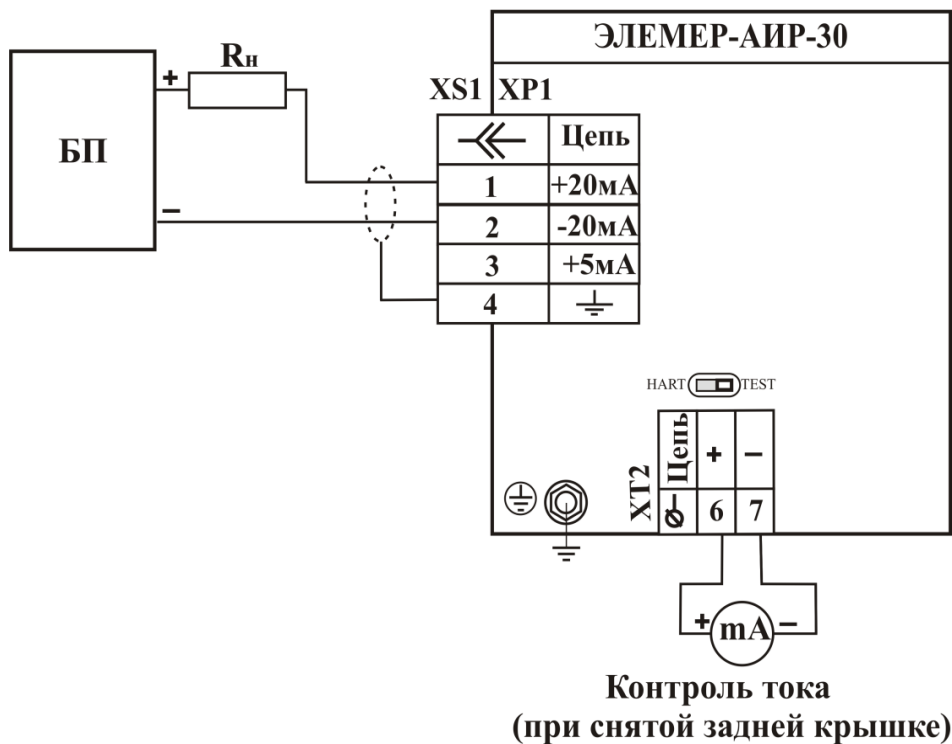 ЭЛЕМЕР-АИР-30
БП
+
Rн
−
XS1 XP1
Цепь
1 +20мА
2 -20мА
3 +5мА
4
HART TEST
XT2
Цепь + −
6 7
+ mA −
Контроль тока
(при снятой задней крышке)